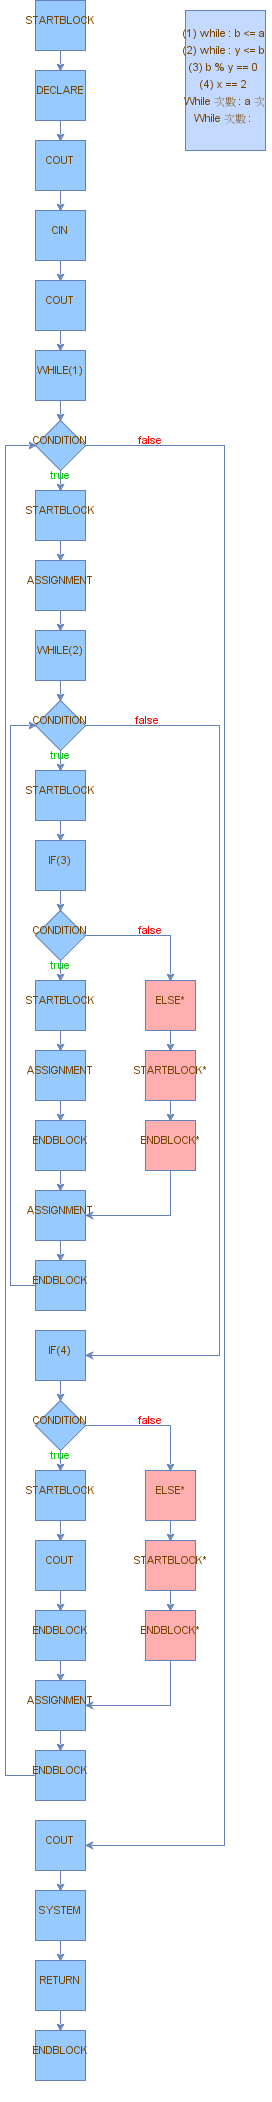 STARTBLOCK
(1) while : b <= a
(2) while : y <= b
(3) b % y == 0
(4) x == 2
While 次數 : a 次
While 次數 :
DECLARE
COUT
CIN
COUT
WHILE(1)
CONDITION
false
true
STARTBLOCK
ASSIGNMENT
WHILE(2)
CONDITION
false
true
STARTBLOCK
IF(3)
CONDITION
false
true
STARTBLOCK
ELSE*
ASSIGNMENT
STARTBLOCK*
ENDBLOCK
ENDBLOCK*
ASSIGNMENT
ENDBLOCK
IF(4)
CONDITION
false
true
STARTBLOCK
ELSE*
COUT
STARTBLOCK*
ENDBLOCK
ENDBLOCK*
ASSIGNMENT
ENDBLOCK
COUT
SYSTEM
RETURN
ENDBLOCK